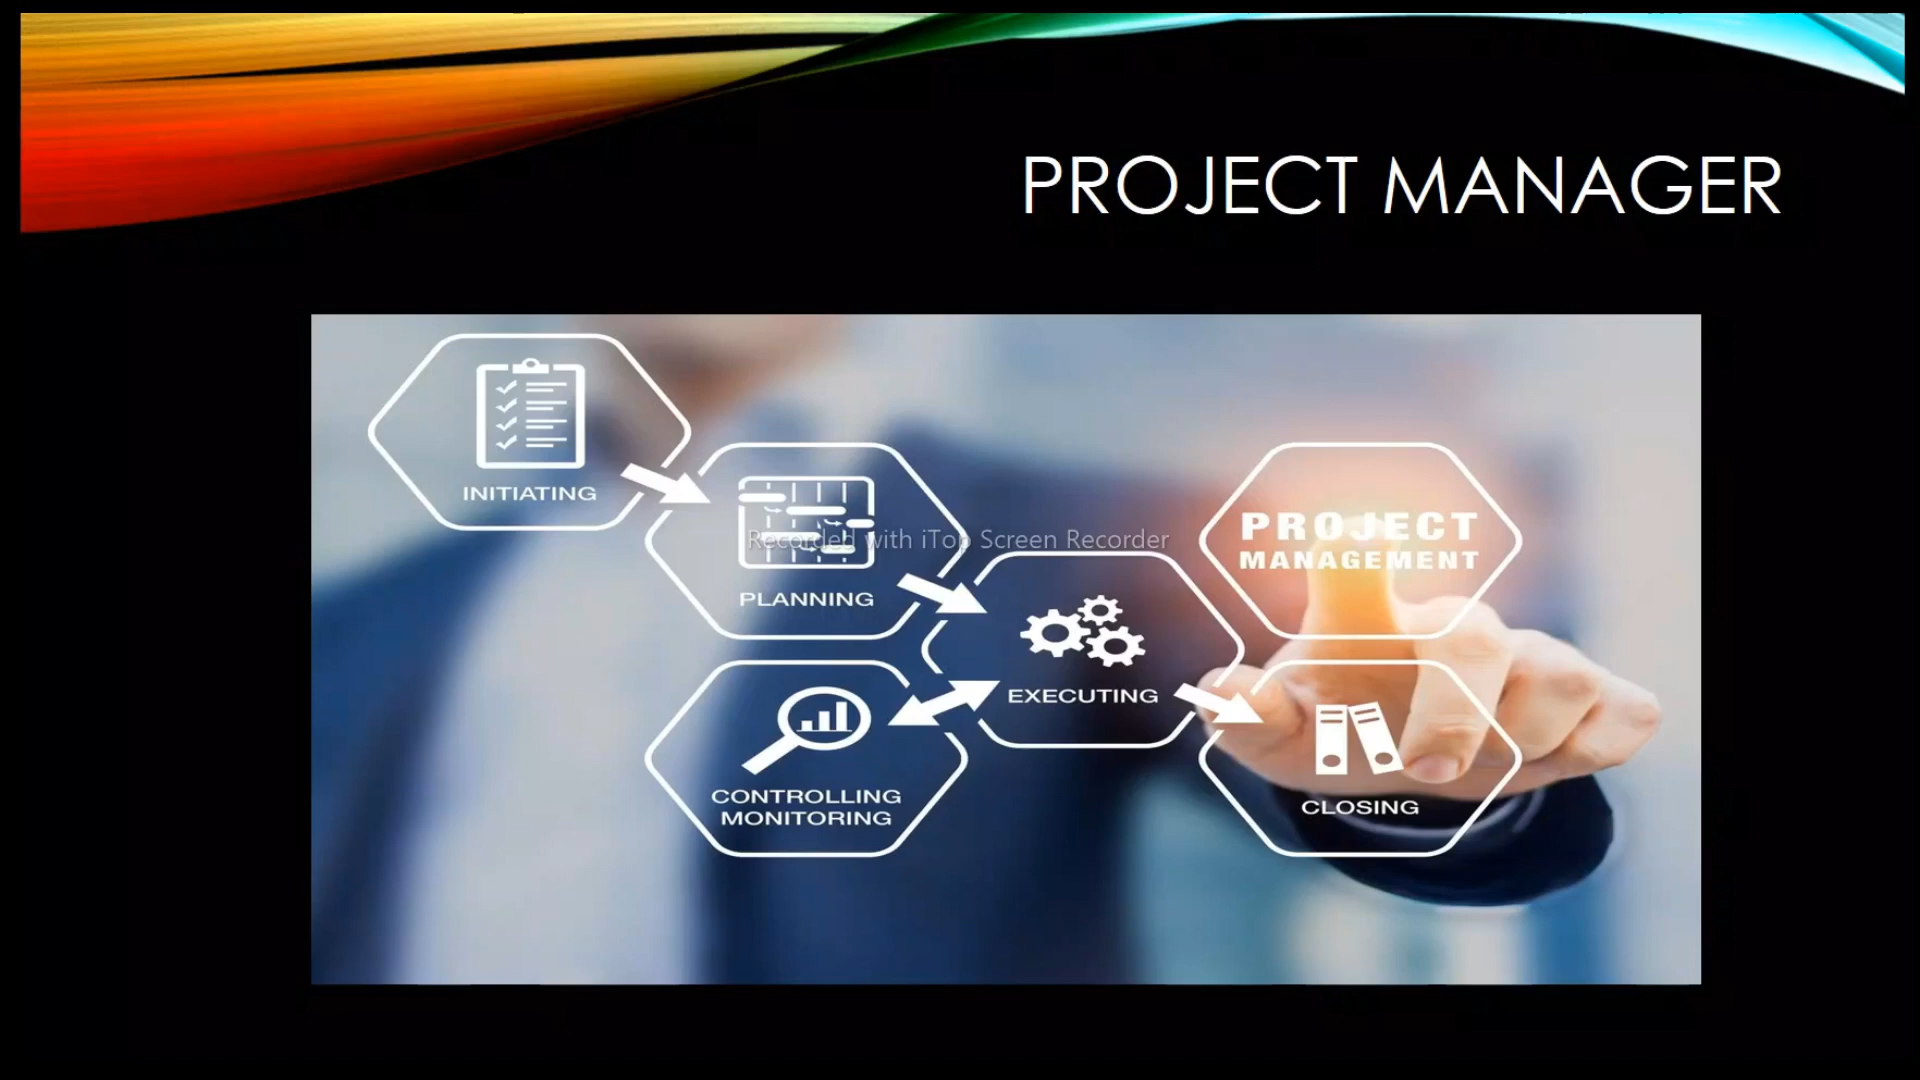 PROJECT MANAGER
INITIATING
PLANNING
PROJECT
MANAGEMENT
Recorded with iTop Screen Recorder
EXECUTING
CONTROLLING
MONITORING
CLOSING